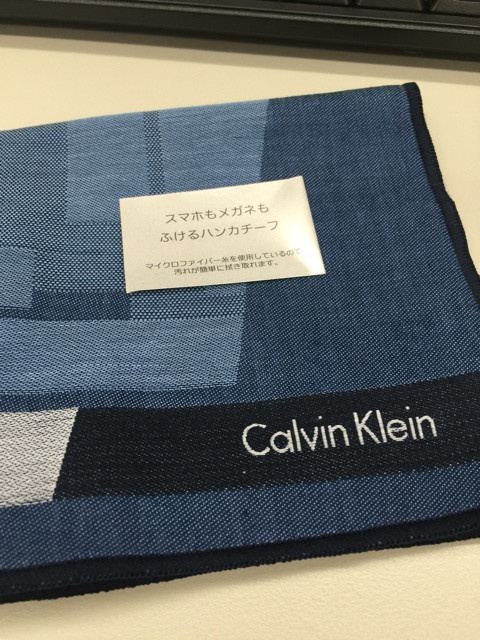 スマホもメガネも
ふけるハンカチーフ
マイクロファイバー糸を使用しているので
汚れが簡単に拭き取れます。
Calvin Klein